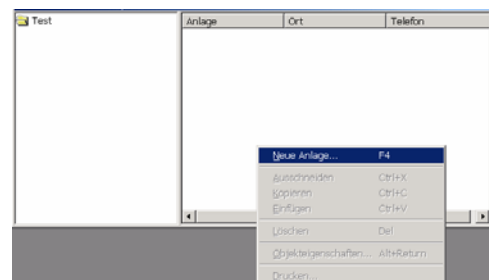 Test
Anlage Ort Telefon
Neue Anlage... F4
Ausschneiden Ctrl+X
Kopieren Ctrl+C
Einfügen Ctrl+V
Löschen Del
Objekteigenschaften... Alt+Return
Drucken...